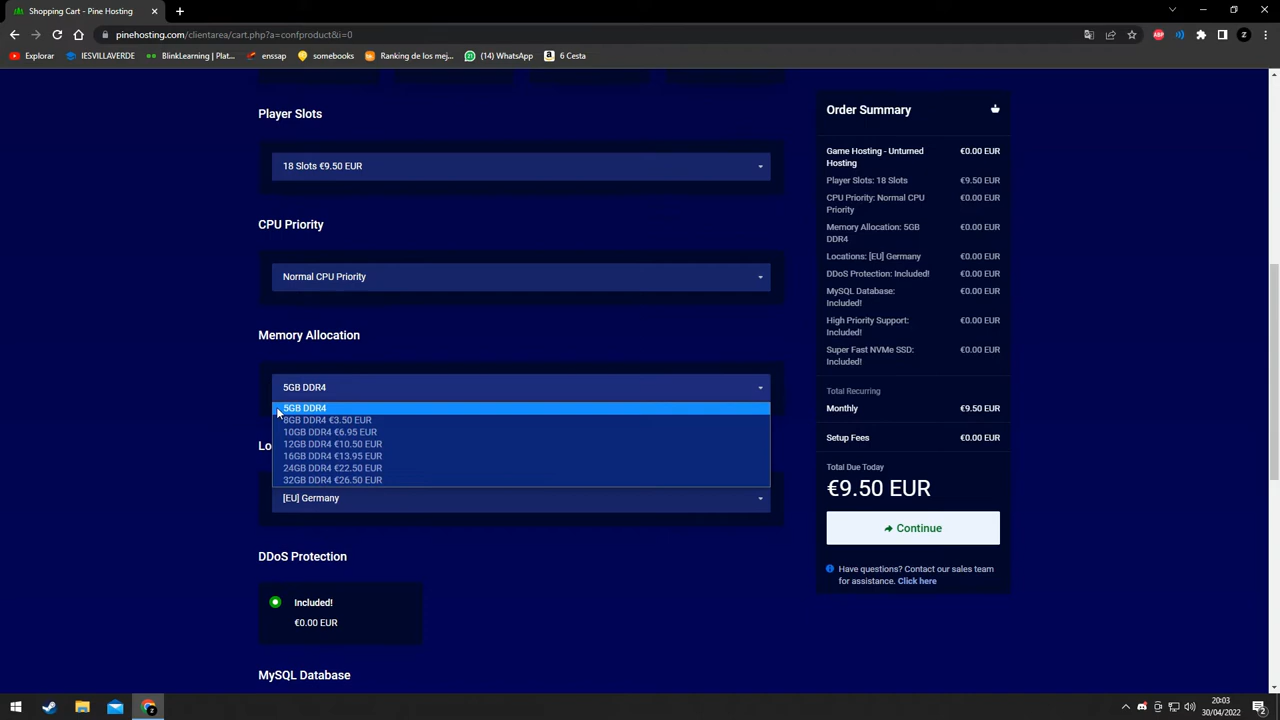 Shopping Cart - Pine Hosting
pinehosting.com/clientarea/cart.php?a=confproduct&i=0
Explorar
IESVILLAVERDE
BlinkLearning | Plat...
enssap
somebooks
Ranking de los mej...
(14) WhatsApp
6 Cesta
Player Slots
18 Slots €9.50 EUR
CPU Priority
Normal CPU Priority
Memory Allocation
5GB DDR4
5GB DDR4
8GB DDR4 €3.50 EUR
10GB DDR4 €6.95 EUR
12GB DDR4 €10.50 EUR
16GB DDR4 €13.95 EUR
24GB DDR4 €22.50 EUR
32GB DDR4 €26.50 EUR
Lo
[EU] Germany
DDoS Protection
Included!
€0.00 EUR
MySQL Database
Order Summary
Game Hosting - Unturned €0.00 EUR
Hosting
Player Slots: 18 Slots €9.50 EUR
CPU Priority: Normal CPU €0.00 EUR
Priority
Memory Allocation: 5GB €0.00 EUR
DDR4
Locations: [EU] Germany €0.00 EUR
DDoS Protection: Included! €0.00 EUR
MySQL Database: €0.00 EUR
Included!
High Priority Support: €0.00 EUR
Included!
Super Fast NVMe SSD: €0.00 EUR
Included!
Total Recurring
Monthly €9.50 EUR
Setup Fees €0.00 EUR
Total Due Today
€9.50 EUR
Continue
Have questions? Contact our sales team
for assistance. Click here
20:03
30/04/2022